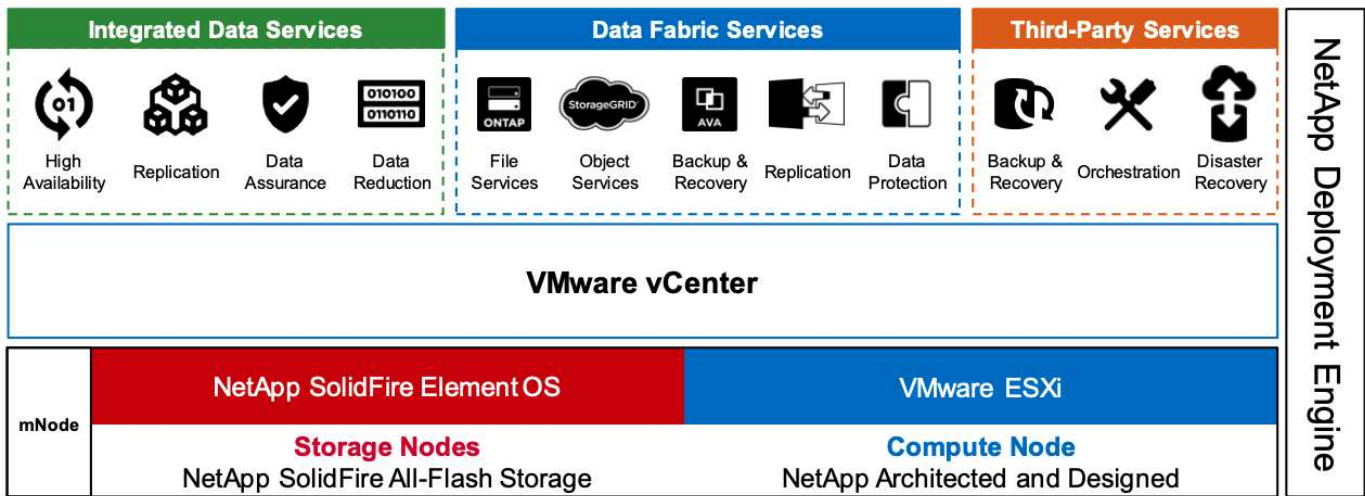 Integrated Data Services
01
010100
0110110
High
Availability
Replication
Data
Assurance
Data
Reduction
Data Fabric Services
ONTAP
StorageGRID®
AVA
File
Services
Object
Services
Backup &
Recovery
Replication
Data
Protection
Third-Party Services
Backup &
Recovery
Orchestration
Disaster
Recovery
VMware vCenter
mNode
NetApp SolidFire Element OS
Storage Nodes
NetApp SolidFire All-Flash Storage
VMware ESXi
Compute Node
NetApp Architected and Designed
NetApp Deployment Engine